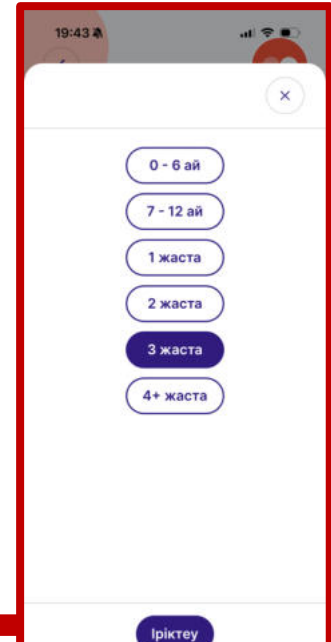 19:43
0 - 6 ай
7 - 12 ай
1 жаста
2 жаста
3 жаста
4+ жаста
Іріктеу